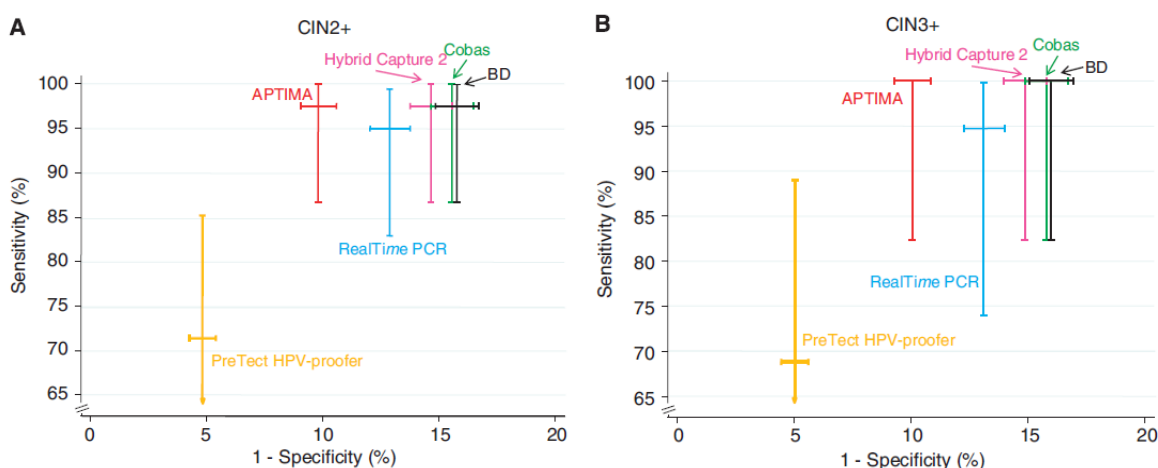 A
CIN2+
Cobas
Hybrid Capture 2
BD
APTIMA
RealTime PCR
PreTect HPV-proofer
Sensitivity (%)
100
95
90
85
80
75
70
65
0 5 10 15 20
1 - Specificity (%)
B
CIN3+
Cobas
Hybrid Capture 2
BD
APTIMA
RealTime PCR
PreTect HPV-proofer
Sensitivity (%)
100
95
90
85
80
75
70
65
0 5 10 15 20
1 - Specificity (%)